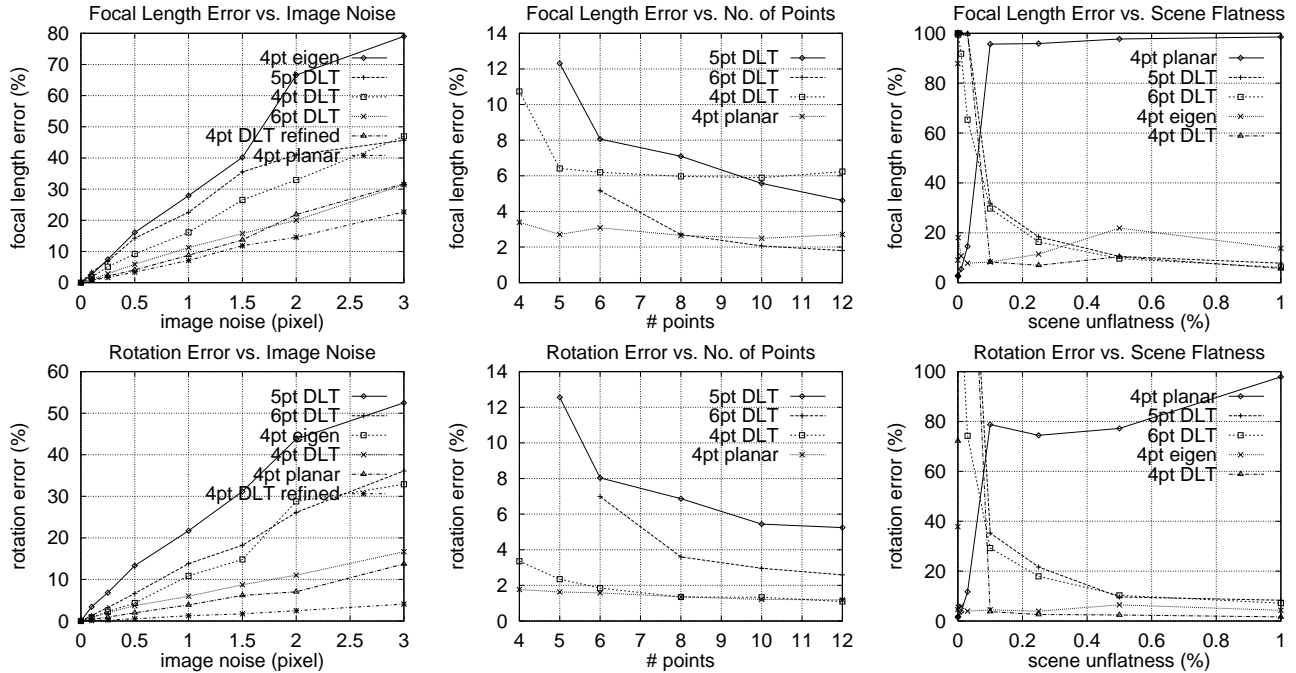 Focal Length Error vs. Image Noise
focal length error (%)
80
70
60
50
40
30
20
10
0
4pt eigen
5pt DLT
4pt DLT
6pt DLT
4pt DLT refined
4pt planar
0 0.5 1 1.5 2 2.5 3
image noise (pixel)
Focal Length Error vs. No. of Points
focal length error (%)
14
12
10
8
6
4
2
0
5pt DLT
6pt DLT
4pt DLT
4pt planar
4 5 6 7 8 9 10 11 12
# points
Focal Length Error vs. Scene Flatness
focal length error (%)
100
80
60
40
20
0
4pt planar
5pt DLT
6pt DLT
4pt eigen
4pt DLT
0 0.2 0.4 0.6 0.8 1
scene unflatness (%)
Rotation Error vs. Image Noise
rotation error (%)
60
50
40
30
20
10
0
5pt DLT
6pt DLT
4pt eigen
4pt DLT
4pt planar
4pt DLT refined
0 0.5 1 1.5 2 2.5 3
image noise (pixel)
Rotation Error vs. No. of Points
rotation error (%)
14
12
10
8
6
4
2
0
5pt DLT
6pt DLT
4pt DLT
4pt planar
4 5 6 7 8 9 10 11 12
# points
Rotation Error vs. Scene Flatness
rotation error (%)
100
80
60
40
20
0
4pt planar
5pt DLT
6pt DLT
4pt eigen
4pt DLT
0 0.2 0.4 0.6 0.8 1
scene unflatness (%)